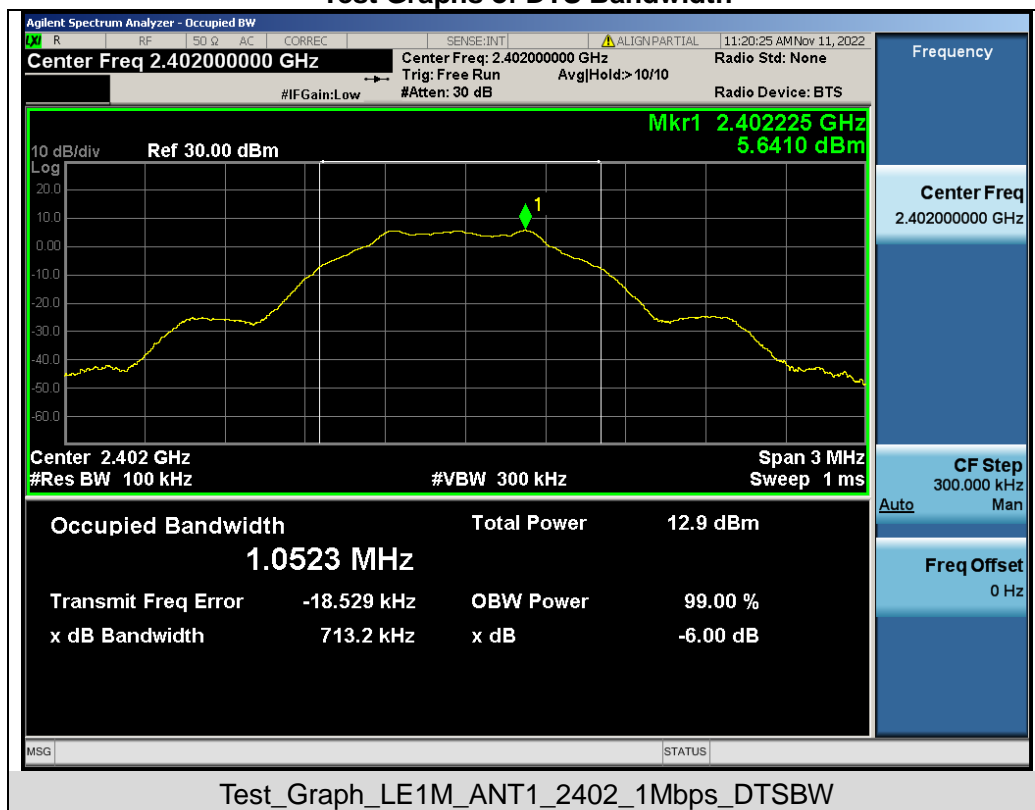 Test Graphs of DTS Bandwidth
Agilent Spectrum Analyzer - Occupied BW
LXI R RF 50 Ω AC CORREC SENSE:INT ALIGNPARTIAL 11:20:25 AM Nov 11, 2022
Center Freq 2.402000000 GHz
Center Freq: 2.402000000 GHz
Radio Std: None
Trig: Free Run Avg|Hold:>10/10
#IFGain:Low #Atten: 30 dB
Radio Device: BTS
Frequency
Mkr1 2.402225 GHz
5.6410 dBm
10 dB/div Ref 30.00 dBm
Log
20.0
10.0
0.00
-10.0
-20.0
-30.0
-40.0
-50.0
-60.0
1
Center 2.402 GHz Span 3 MHz
#Res BW 100 kHz #VBW 300 kHz Sweep 1 ms
Center Freq
2.402000000 GHz
CF Step
300.000 kHz
Auto Man
Freq Offset
0 Hz
Occupied Bandwidth Total Power 12.9 dBm
1.0523 MHz
Transmit Freq Error -18.529 kHz OBW Power 99.00 %
x dB Bandwidth 713.2 kHz x dB -6.00 dB
MSG STATUS
Test_Graph_LE1M_ANT1_2402_1Mbps_DTSBW